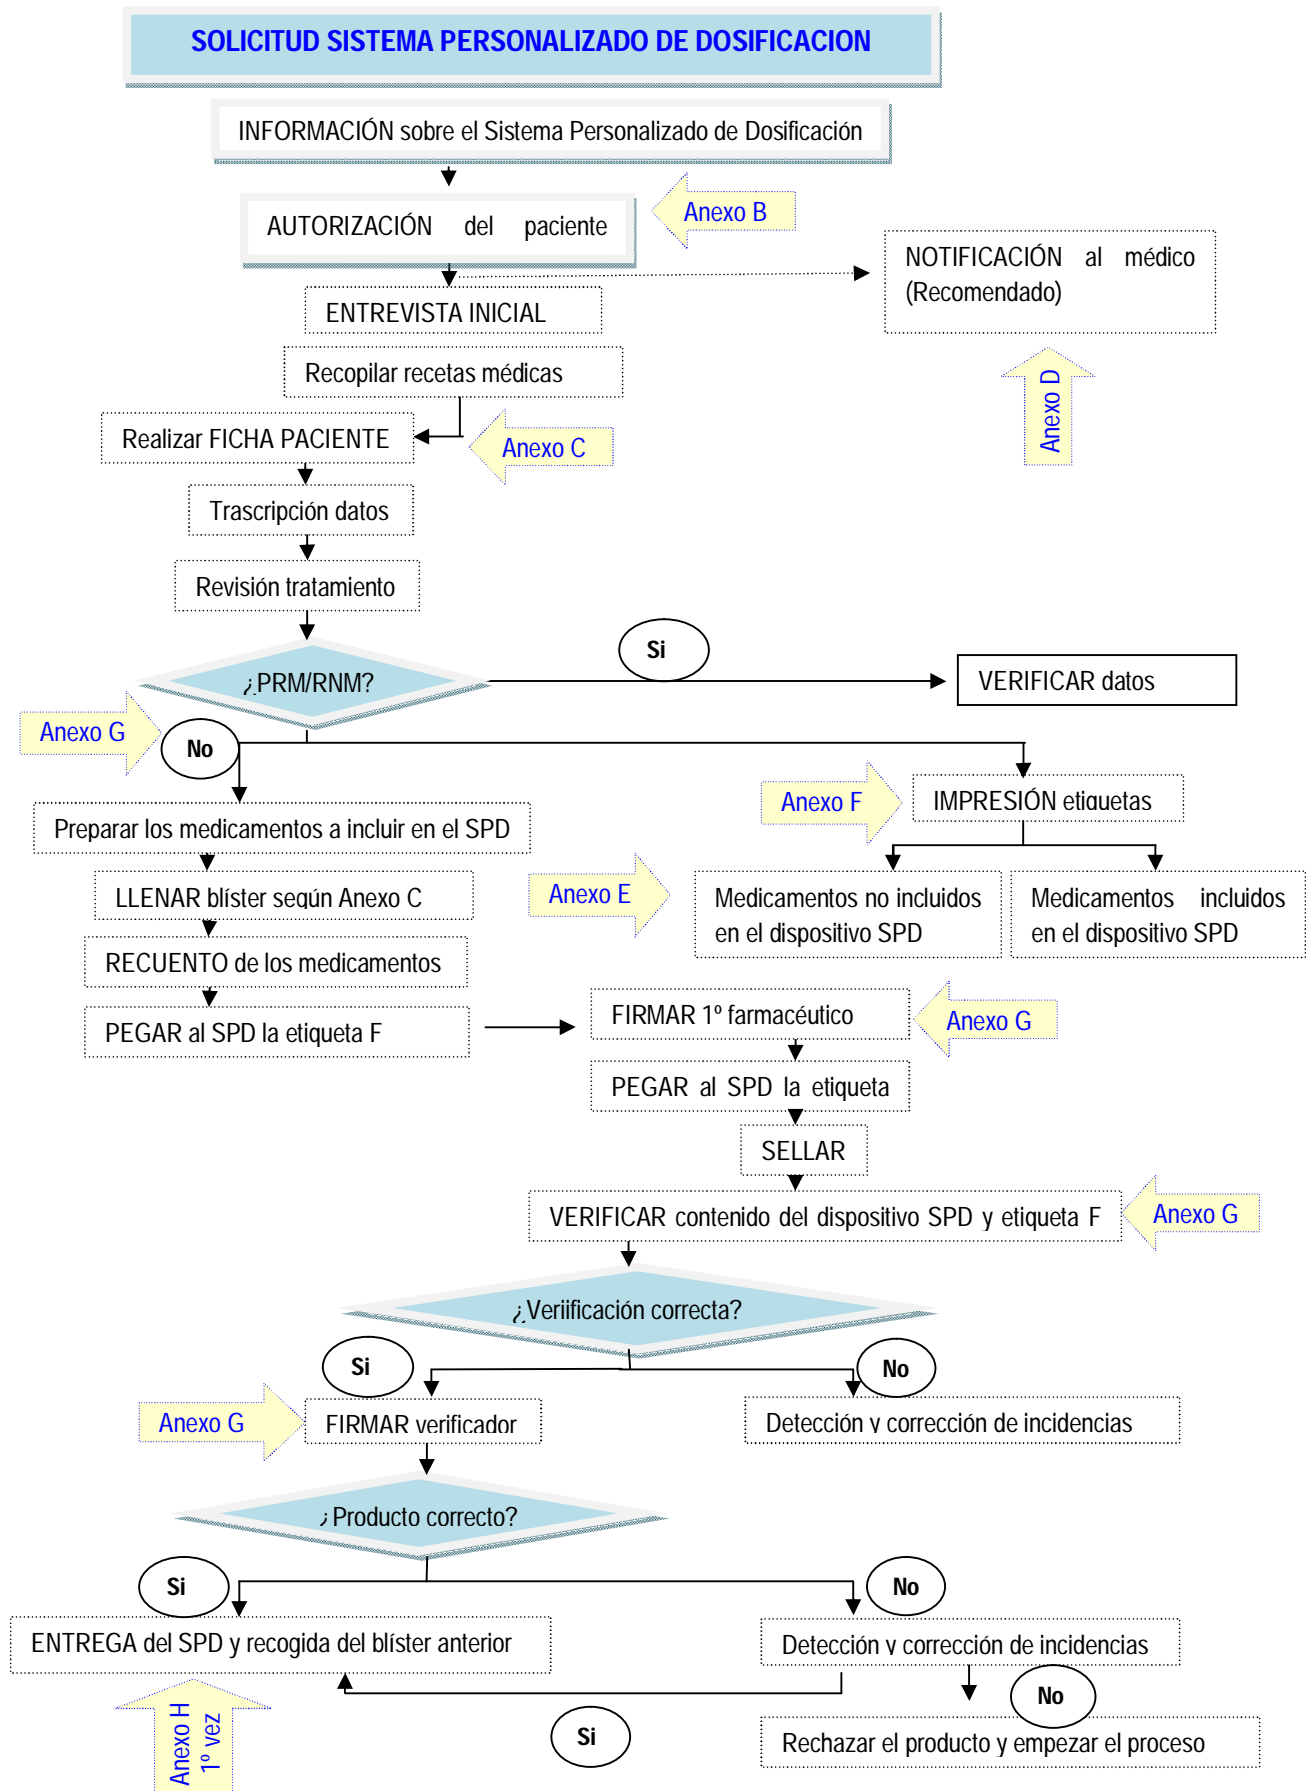 SOLICITUD SISTEMA PERSONALIZADO DE DOSIFICACION
INFORMACIÓN sobre el Sistema Personalizado de Dosificación
AUTORIZACIÓN del paciente
Anexo B
NOTIFICACIÓN al médico
(Recomendado)
ENTREVISTA INICIAL
Recopilar recetas médicas
Anexo D
Realizar FICHA PACIENTE
Anexo C
Trascripción datos
Revisión tratamiento
¿PRM/RNM?
Si
VERIFICAR datos
Anexo G
No
Preparar los medicamentos a incluir en el SPD
Anexo F
IMPRESIÓN etiquetas
LLENAR blíster según Anexo C
Anexo E
Medicamentos no incluidos
en el dispositivo SPD
Medicamentos incluidos
en el dispositivo SPD
RECUENTO de los medicamentos
PEGAR al SPD la etiqueta F
FIRMAR 1º farmacéutico
Anexo G
PEGAR al SPD la etiqueta
SELLAR
VERIFICAR contenido del dispositivo SPD y etiqueta F
Anexo G
¿Veriificación correcta?
Si
No
Anexo G
FIRMAR verificador
Detección y corrección de incidencias
¿Producto correcto?
Si
No
ENTREGA del SPD y recogida del blíster anterior
Detección y corrección de incidencias
No
Anexo H
1º vez
Si
Rechazar el producto y empezar el proceso